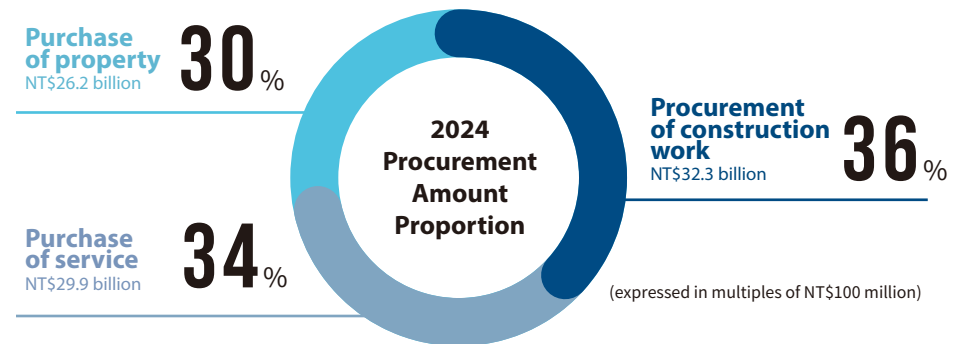 Purchase
of property
NT$26.2 billion
30%
2024
Procurement
Amount
Proportion
Procurement
of construction
work
NT$32.3 billion
36%
Purchase
of service
NT$29.9 billion
34%
(expressed in multiples of NT$100 million)